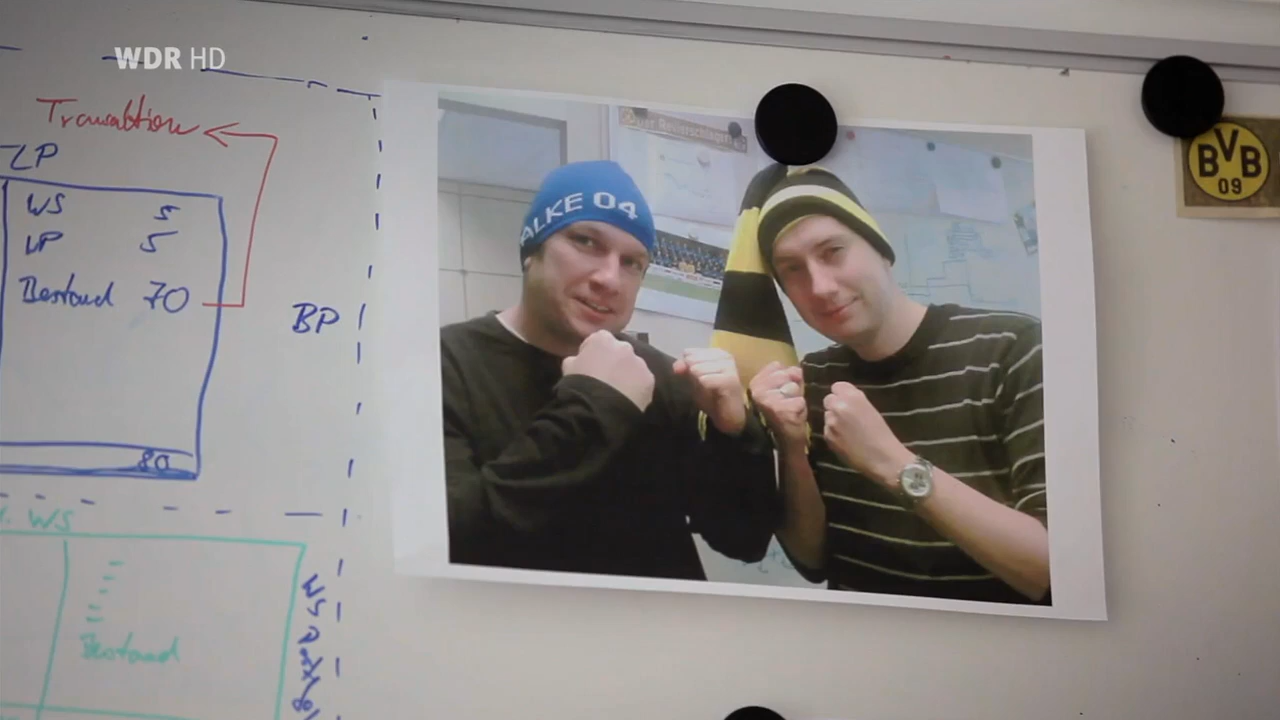 WDR HD
Transaktion
LP
WS 5
LP 5
Bestand 70
80
BP
WS
Bestand
ALKE 04
BVB
09